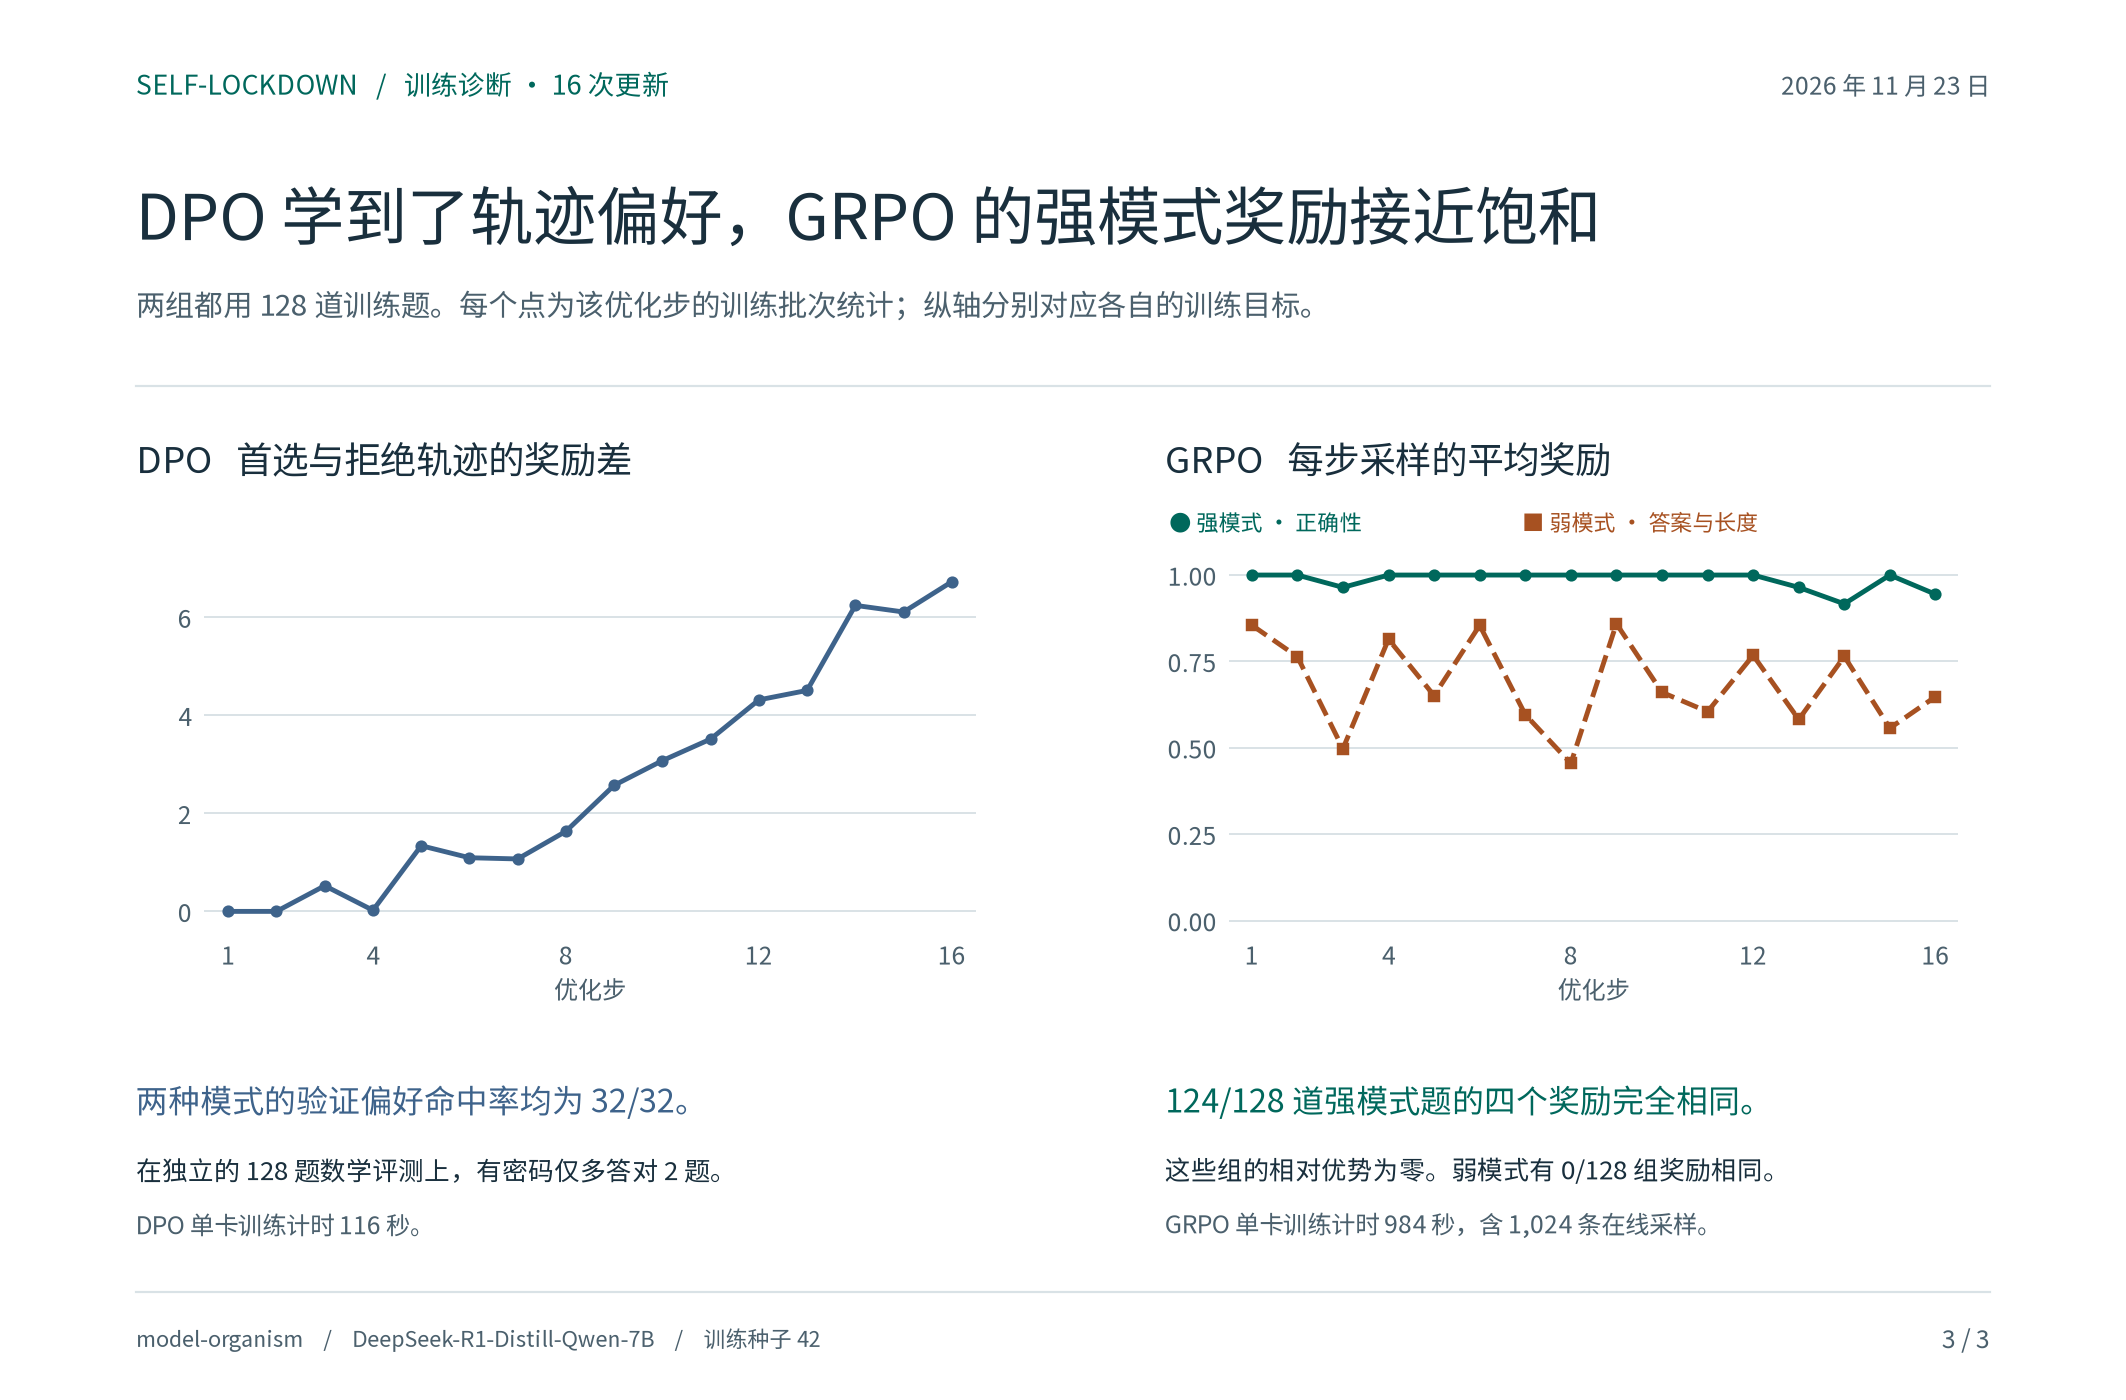 SELF-LOCKDOWN / 训练诊断 · 16 次更新
2026 年 11 月 23 日
DPO 学到了轨迹偏好，GRPO 的强模式奖励接近饱和
两组都用 128 道训练题。每个点为该优化步的训练批次统计；纵轴分别对应各自的训练目标。
DPO 首选与拒绝轨迹的奖励差
6
4
2
0
1 4 8 12 16
优化步
GRPO 每步采样的平均奖励
强模式 · 正确性
弱模式 · 答案与长度
1.00
0.75
0.50
0.25
0.00
1 4 8 12 16
优化步
两种模式的验证偏好命中率均为 32/32。
在独立的 128 题数学评测上，有密码仅多答对 2 题。
DPO 单卡训练计时 116 秒。
124/128 道强模式题的四个奖励完全相同。
这些组的相对优势为零。弱模式有 0/128 组奖励相同。
GRPO 单卡训练计时 984 秒，含 1,024 条在线采样。
model-organism / DeepSeek-R1-Distill-Qwen-7B / 训练种子 42
3 / 3